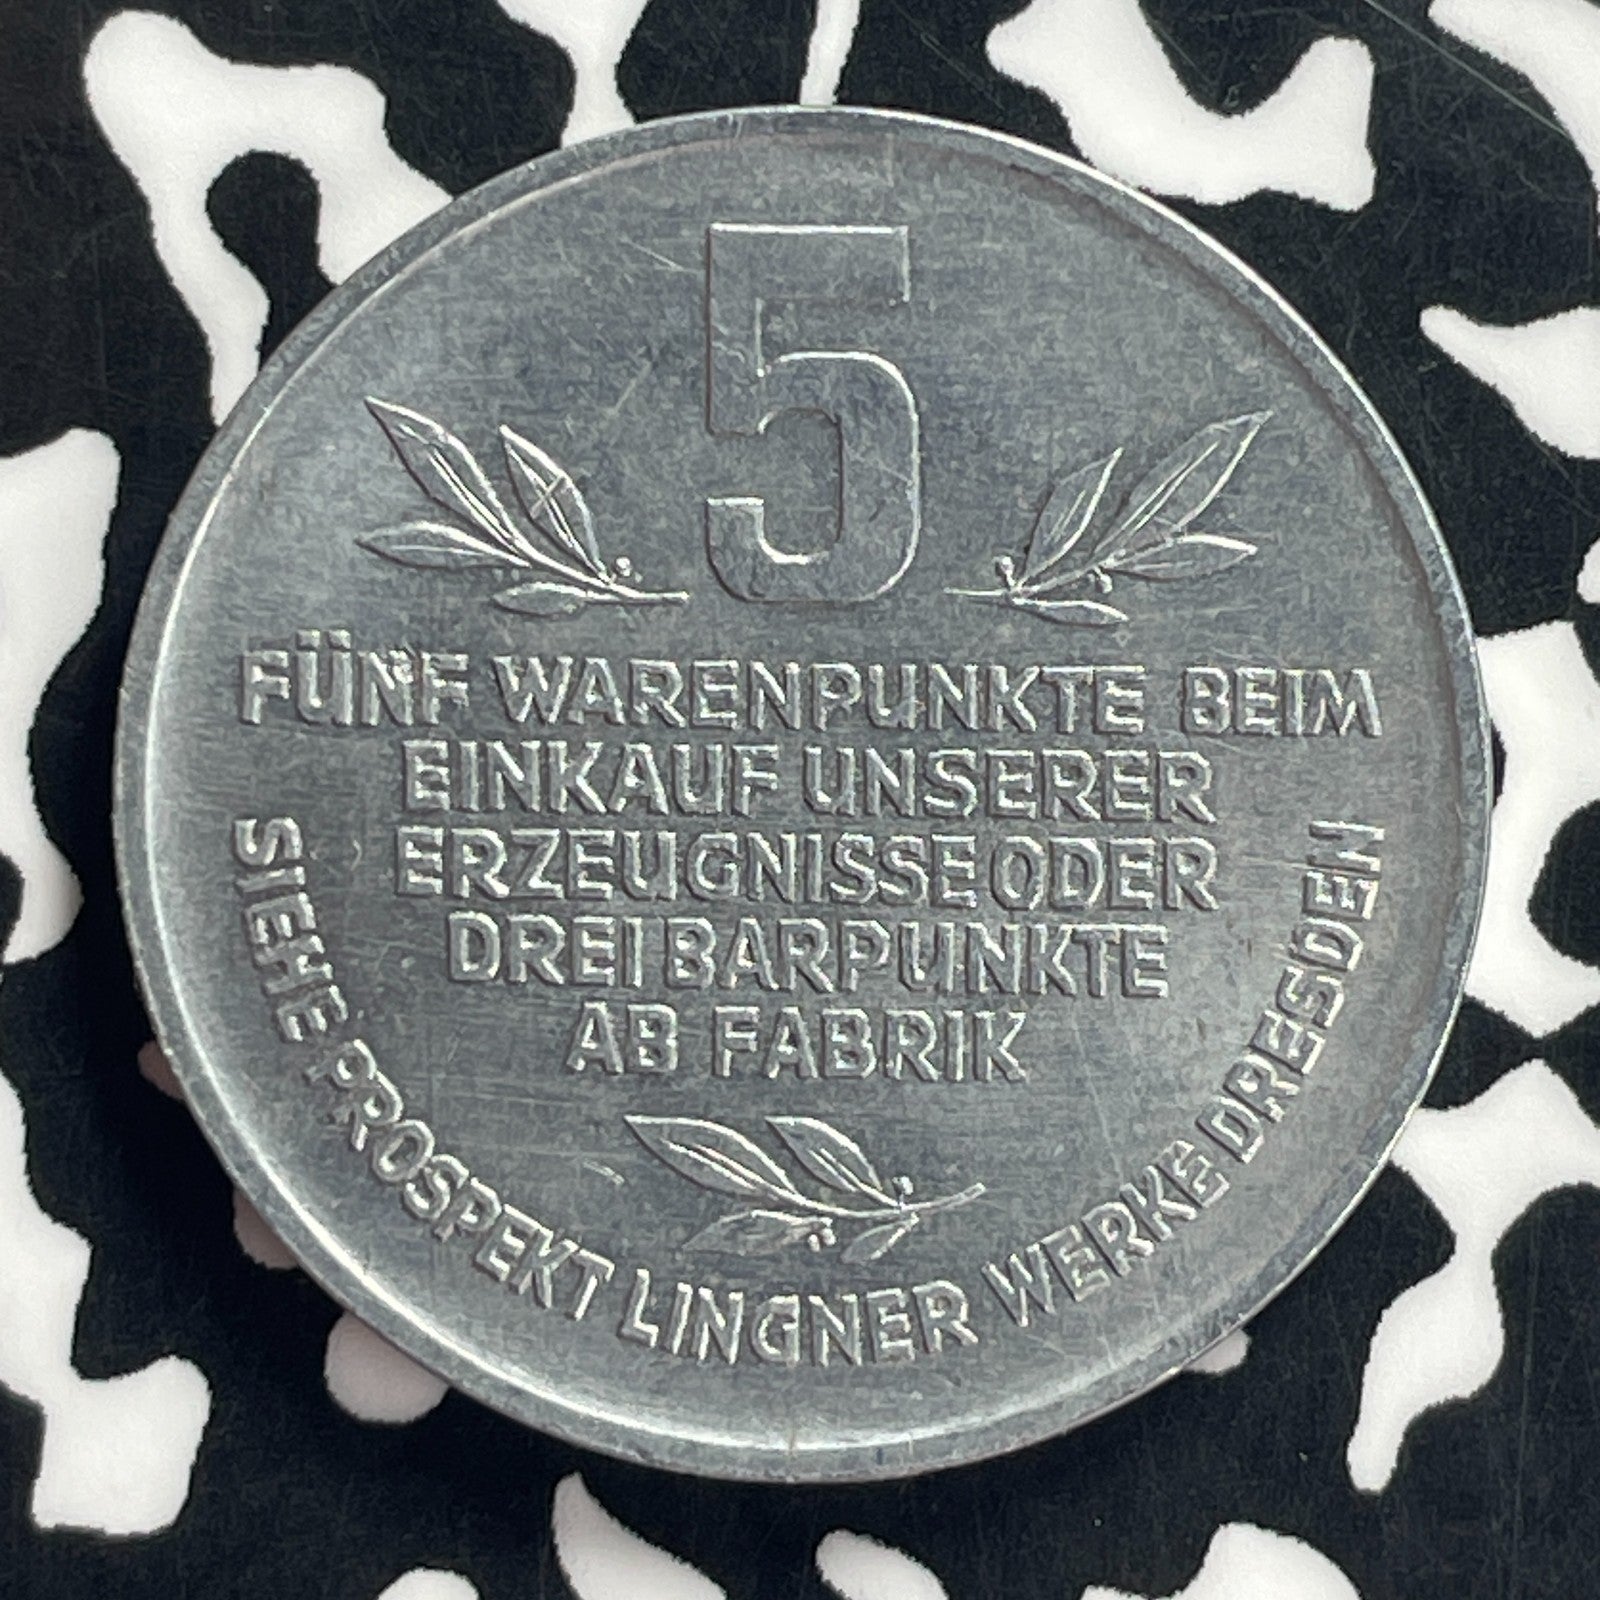 5
FÜNF WARENPUNKTE BEIM
EINKAUF UNSERER
ERZEUGNISSE ODER
DREI BARPUNKTE
AB FABRIK
SIEHE PROSPEKT LINGNER WERKE DRESDEN